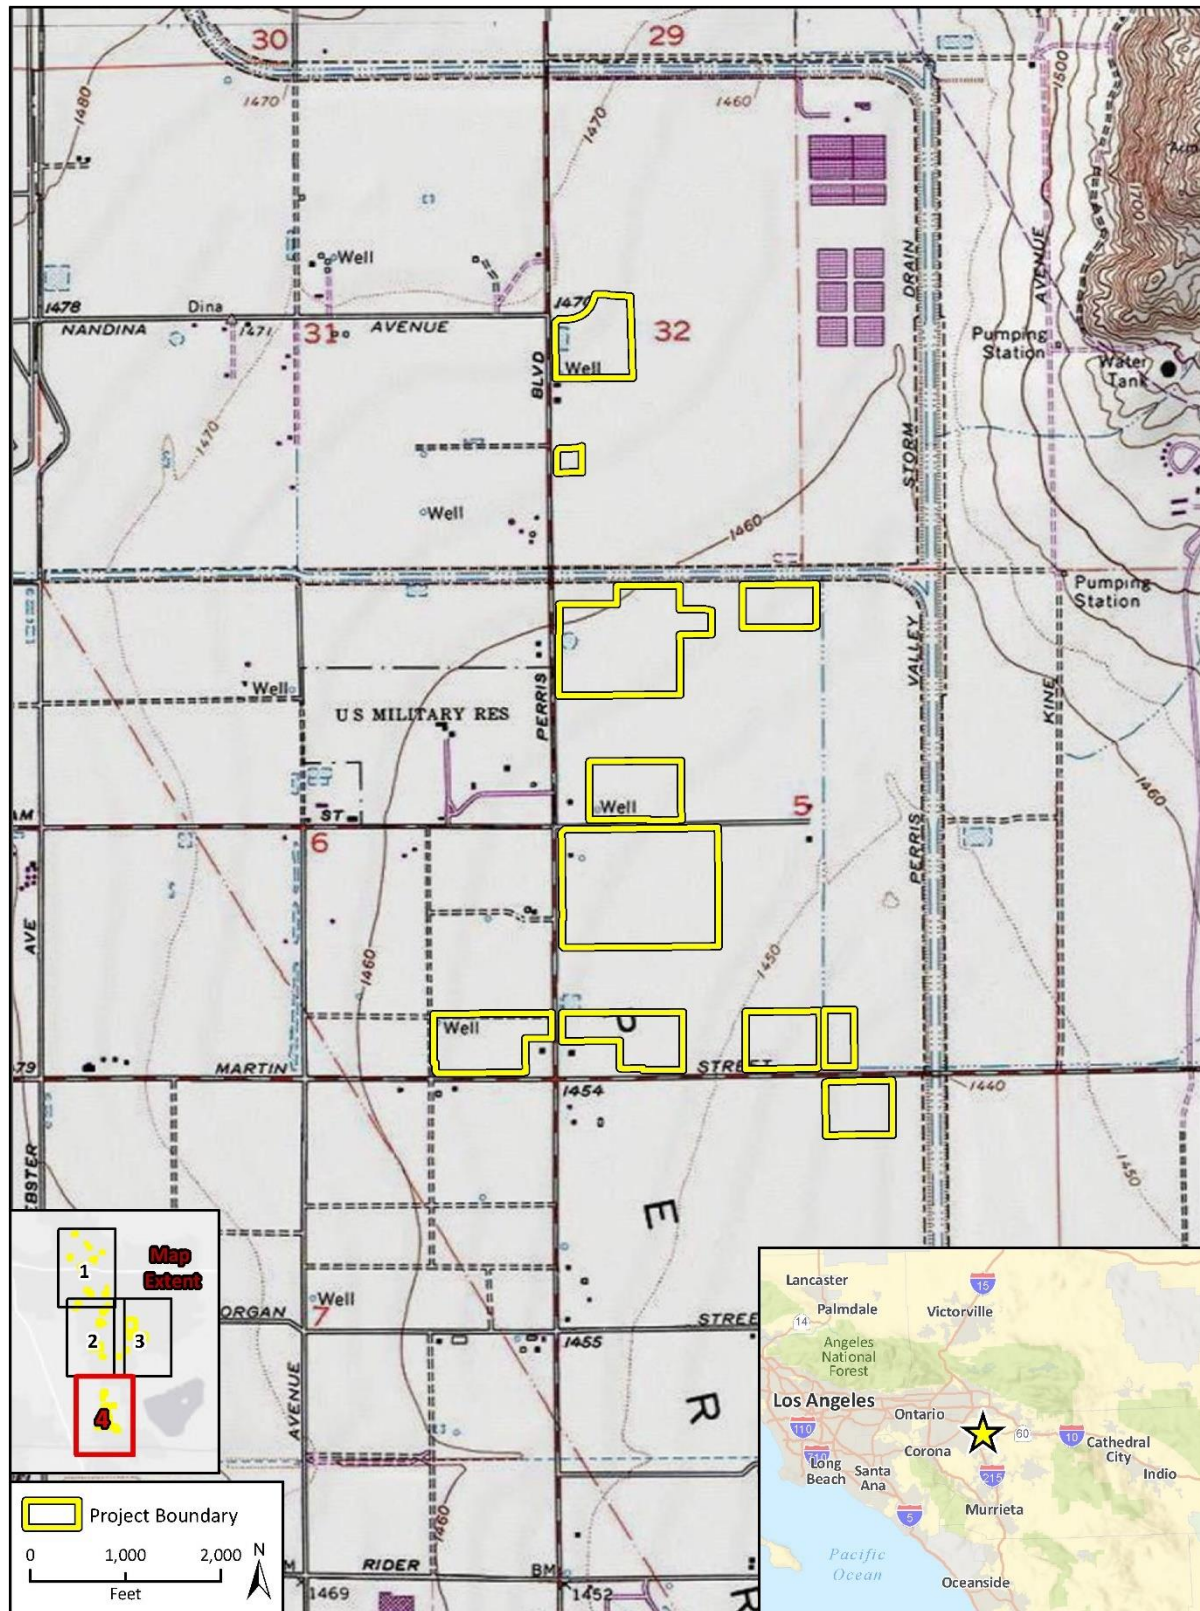 30
29
1480
1470
1460
1470
1500
1700
Well
DRAIN
AVENUE
1478
Dina
1470
NANDINA
1471
31
AVENUE
32
Pumping
Station
Water
Tank
BLVD
Well
1470
STORM
Well
1460
Pumping
Station
VALLEY
Well
U S MILITARY RES
PERRIS
KINE
1460
Well
5
AM
ST
6
PERRIS
AVE
1460
1450
Well
P
79
MARTIN
STREET
1454
1440
1450
EBSTER
E
Well
ORGAN
7
STREE
1455
AVENUE
R
1460
RIDER
M
BM
1469
1452
R
Map
Extent
1
2
3
4
Project Boundary
0
1,000
2,000
N
Feet
Lancaster
15
Palmdale
Victorville
14
Angeles
National
Forest
Los Angeles
Ontario
110
60
10
Cathedral
City
Corona
710
Long
Beach
Santa
Ana
215
Indio
Murrieta
5
Pacific
Ocean
Oceanside